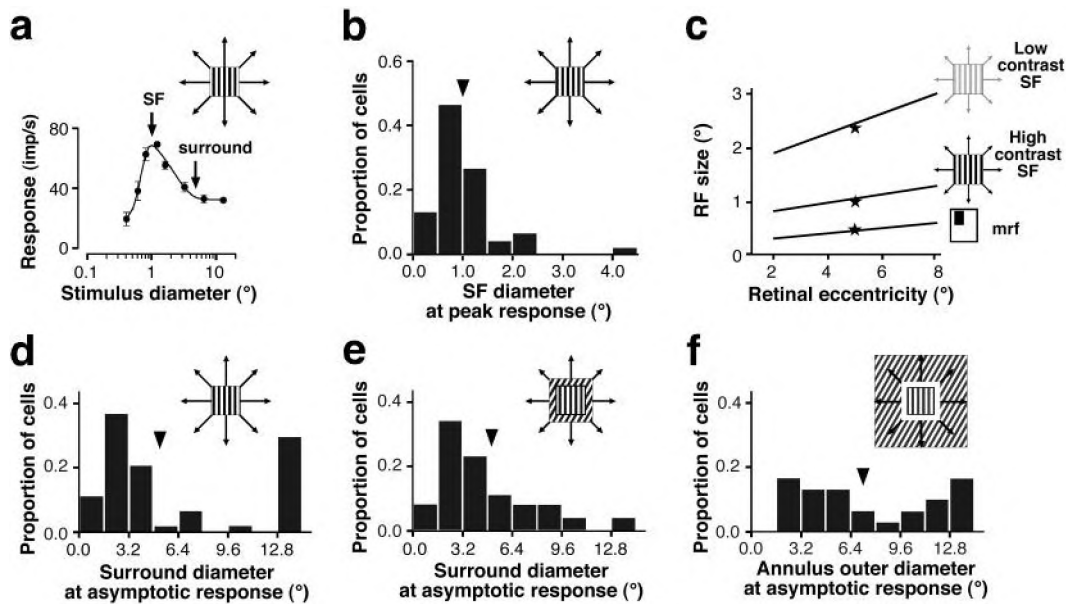 a
SF
surround
Response (imp/s)
80
40
0
0.1
1
10
Stimulus diameter (°)
b
Proportion of cells
0.6
0.4
0.2
0.0
0.0
1.0
2.0
3.0
4.0
SF diameter
at peak response (°)
c
RF size (°)
3
2
1
0
2
4
6
8
Retinal eccentricity (°)
Low
contrast
SF
High
contrast
SF
mrf
d
Proportion of cells
0.4
0.2
0.0
0.0
3.2
6.4
9.6
12.8
Surround diameter
at asymptotic response (°)
e
Proportion of cells
0.4
0.2
0.0
0.0
3.2
6.4
9.6
12.8
Surround diameter
at asymptotic response (°)
f
Proportion of cells
0.4
0.2
0.0
0.0
3.2
6.4
9.6
12.8
Annulus outer diameter
at asymptotic response (°)